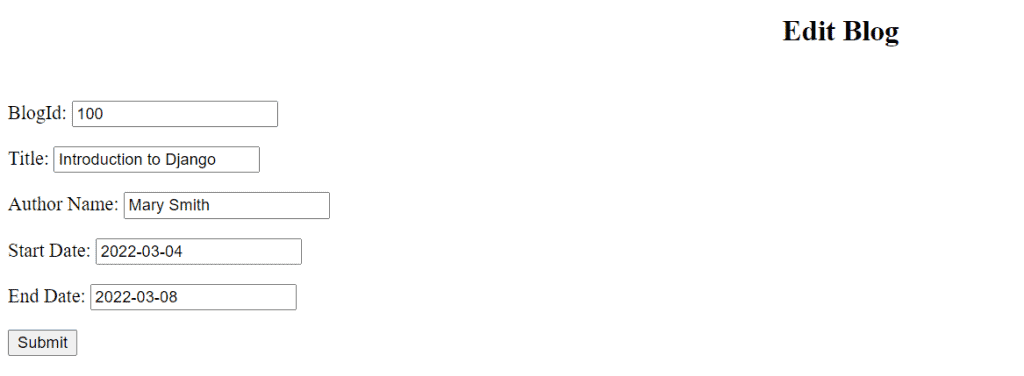 Edit Blog
BlogId: 100
Title: Introduction to Django
Author Name: Mary Smith
Start Date: 2022-03-04
End Date: 2022-03-08
Submit